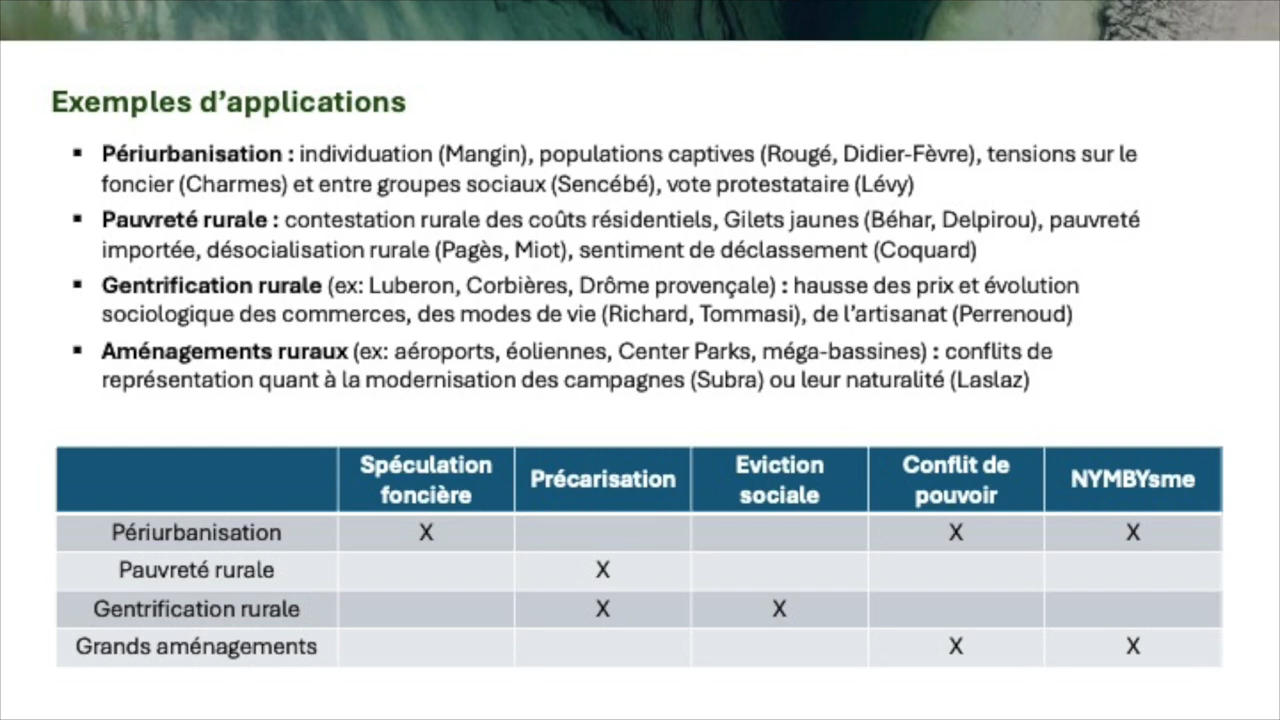 Exemples d’applications
▪ Périurbanisation : individuation (Mangin), populations captives (Rougé, Didier-Fèvre), tensions sur le
foncier (Charmes) et entre groupes sociaux (Sencébé), vote protestataire (Lévy)
▪ Pauvreté rurale : contestation rurale des coûts résidentiels, Gilets jaunes (Béhar, Delpirou), pauvreté
importée, désocialisation rurale (Pagès, Miot), sentiment de déclassement (Coquard)
▪ Gentrification rurale (ex: Luberon, Corbières, Drôme provençale) : hausse des prix et évolution
sociologique des commerces, des modes de vie (Richard, Tommasi), de l’artisanat (Perrenoud)
▪ Aménagements ruraux (ex: aéroports, éoliennes, Center Parks, méga-bassines) : conflits de
représentation quant à la modernisation des campagnes (Subra) ou leur naturalité (Laslaz)
Spéculation foncière Précarisation Eviction sociale Conflit de pouvoir NYMBYsme
Périurbanisation X X X
Pauvreté rurale X
Gentrification rurale X X
Grands aménagements X X